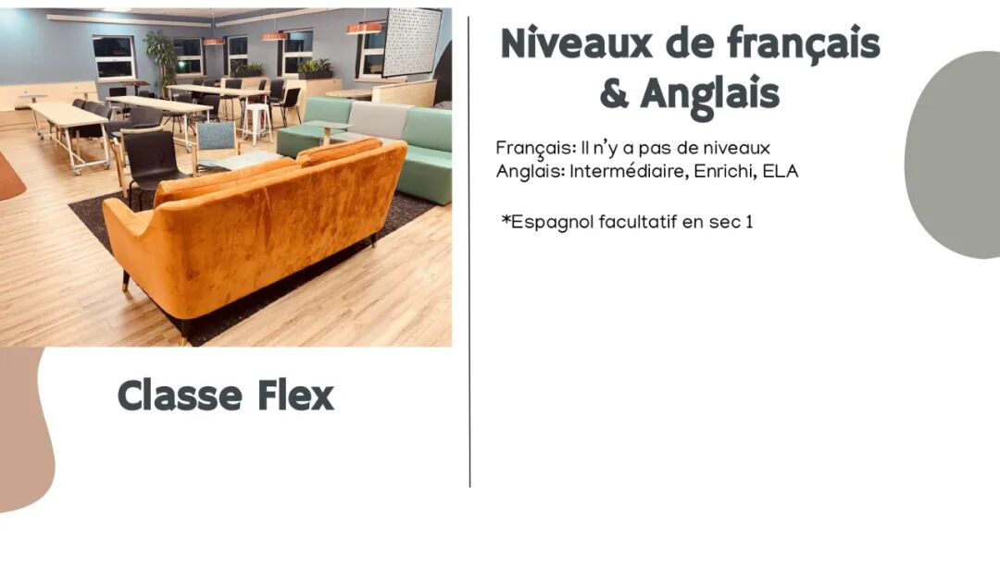 Classe Flex
Niveaux de français
& Anglais
Français: Il n'y a pas de niveaux
Anglais: Intermédiaire, Enrichi, ELA
*Espagnol facultatif en sec 1